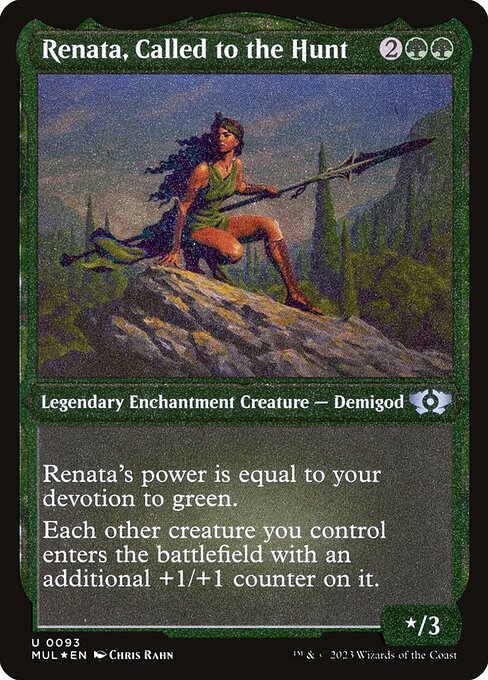 Renata, Called to the Hunt 2
Legendary Enchantment Creature — Demigod
Renata's power is equal to your
devotion to green.
Each other creature you control
enters the battlefield with an
additional +1/+1 counter on it.
*/3
U 0093
MUL★EN Chris Rahn
™ & © 2023 Wizards of the Coast